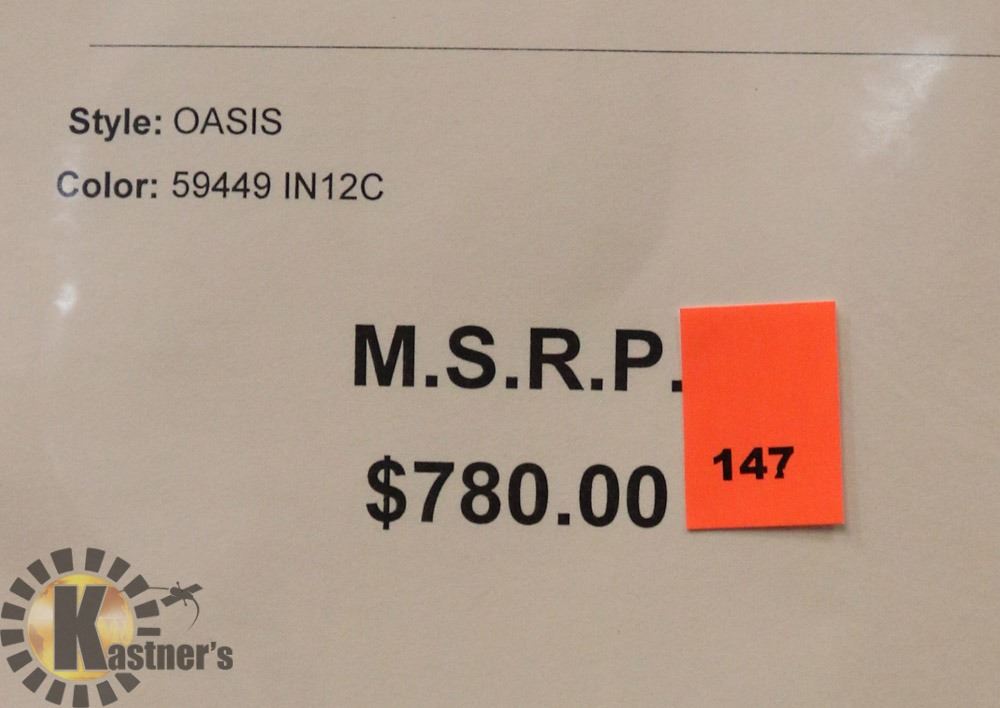 Style: OASIS
Color: 59449 IN12C
M.S.R.P.
$780.00
147
Kastner's